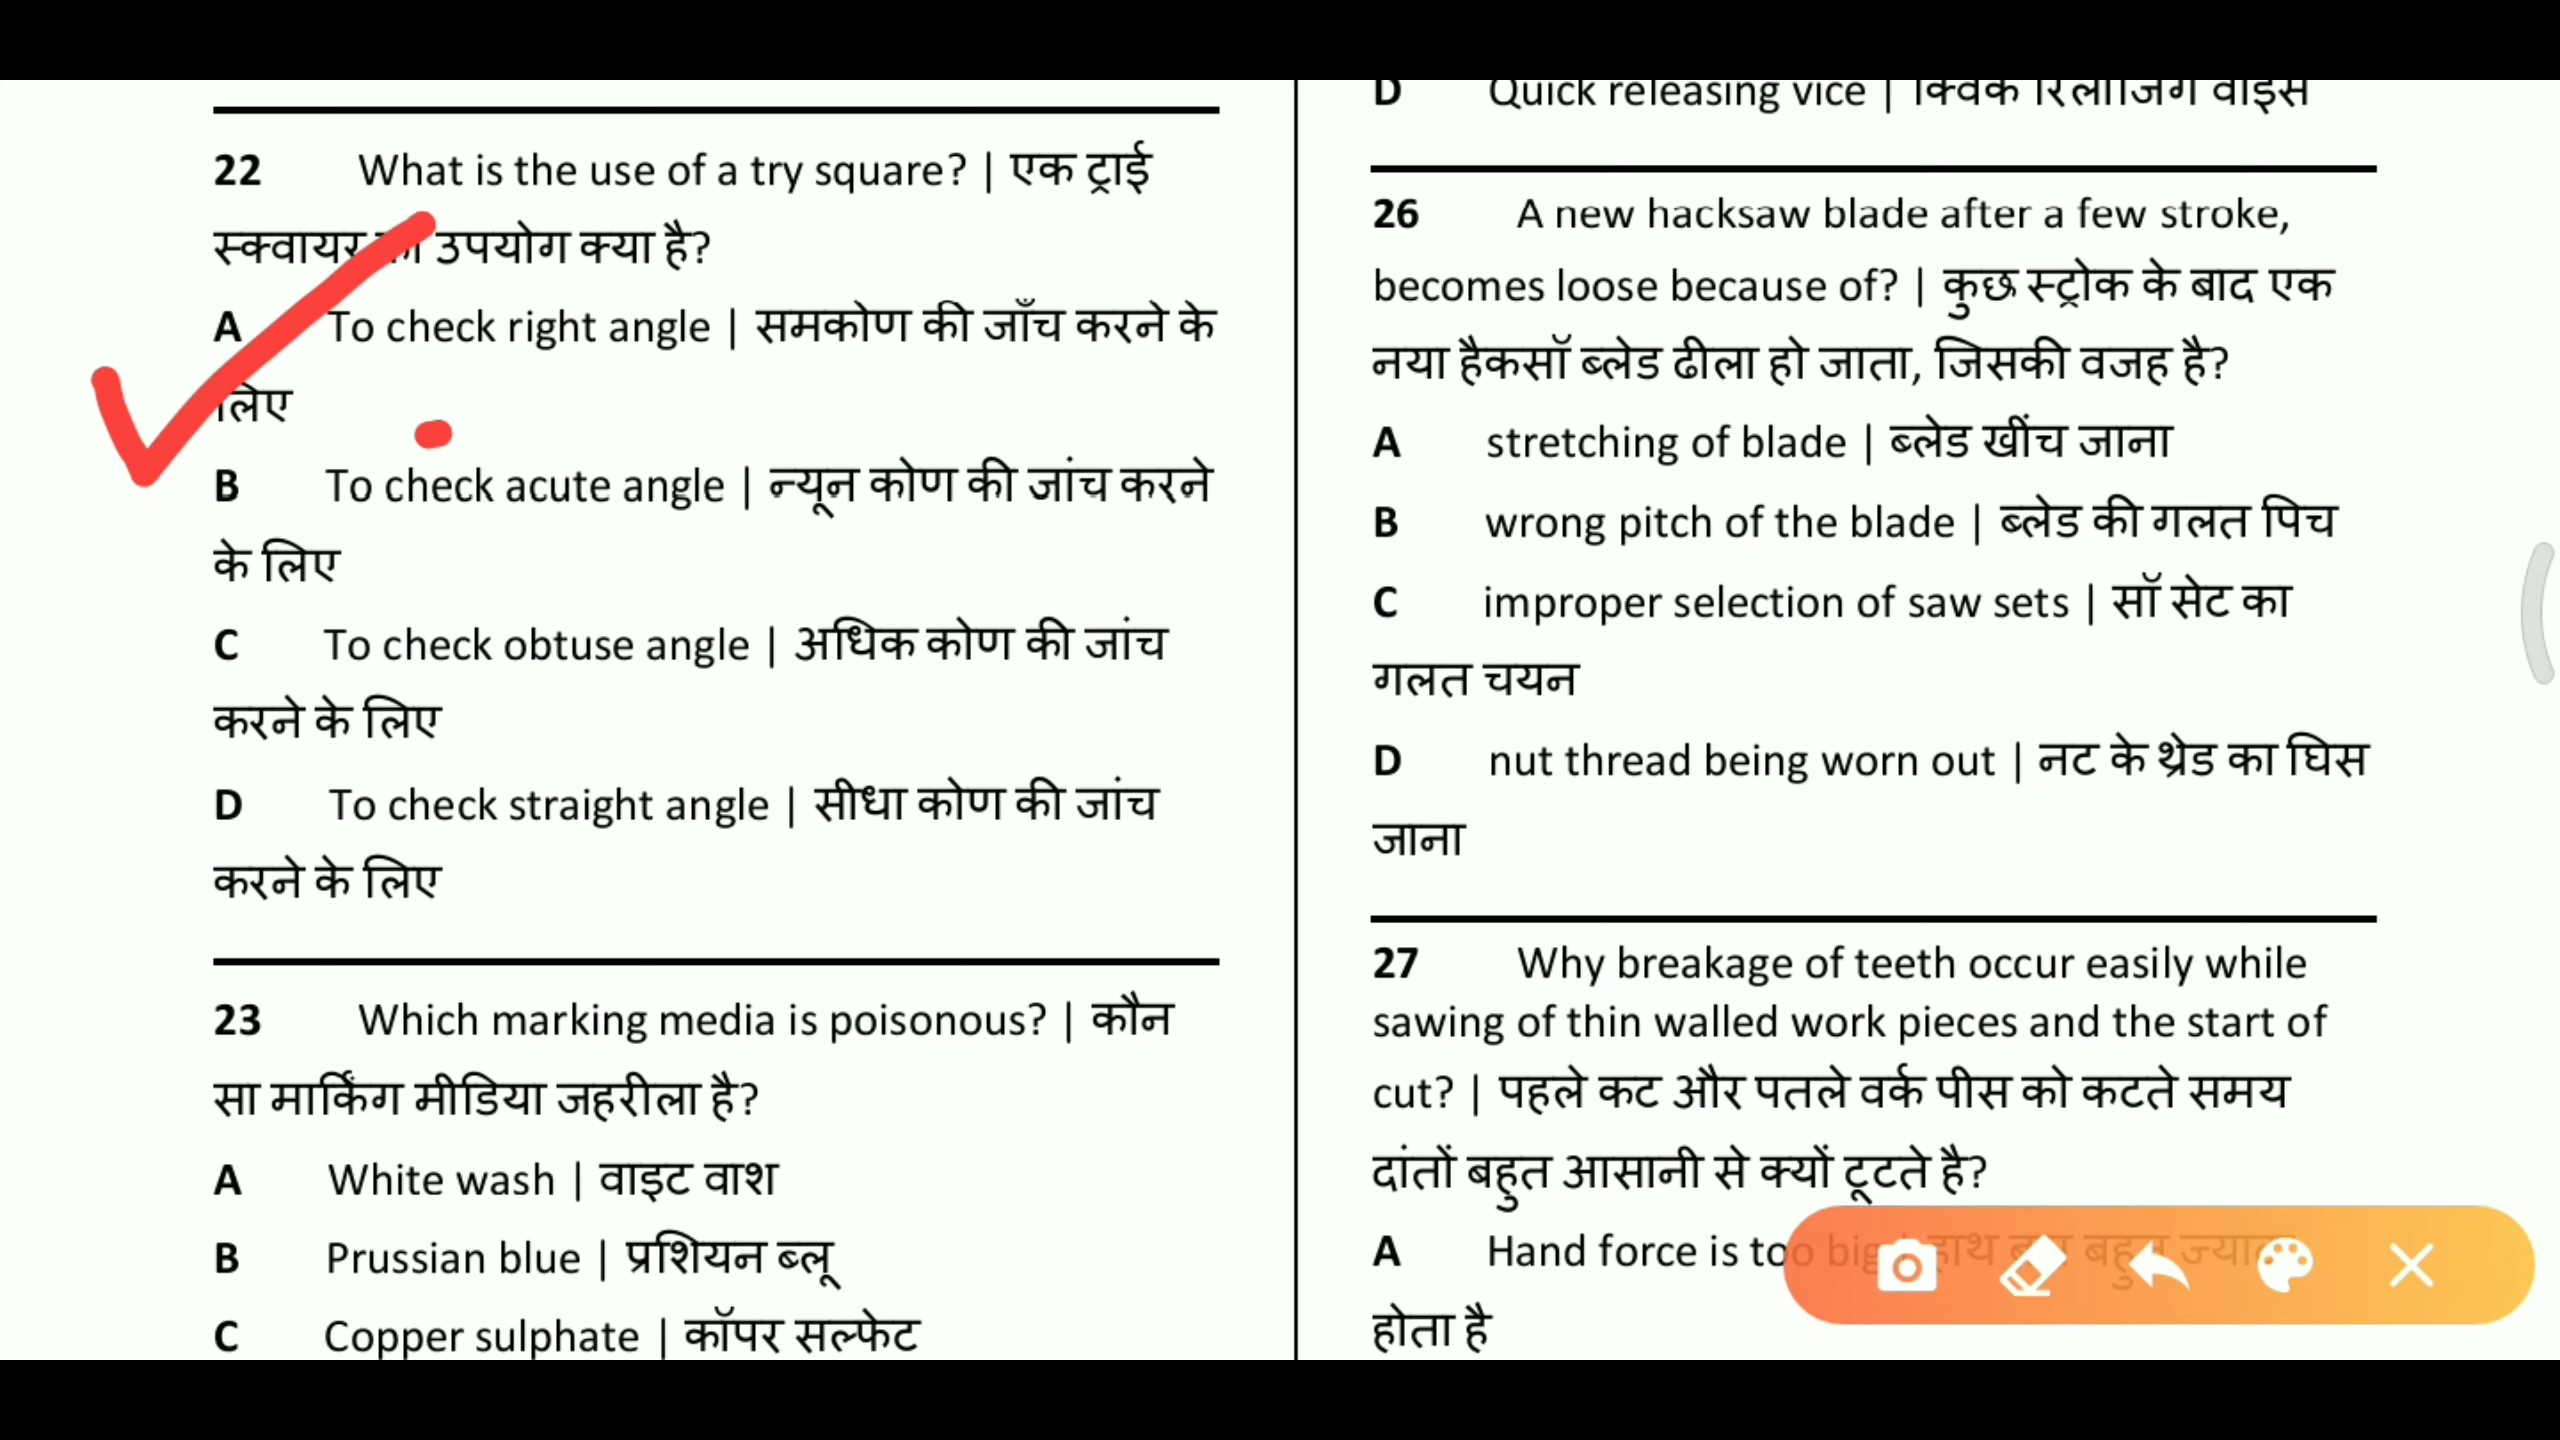 22 What is the use of a try square? | एक ट्राई
स्क्वायर का उपयोग क्या है?
A To check right angle | समकोण की जाँच करने के
लिए
B To check acute angle | न्यून कोण की जांच करने
के लिए
C To check obtuse angle | अधिक कोण की जांच
करने के लिए
D To check straight angle | सीधा कोण की जांच
करने के लिए
23 Which marking media is poisonous? | कौन
सा मार्किंग मीडिया जहरीला है?
A White wash | वाइट वाश
B Prussian blue | प्रशियन ब्लू
C Copper sulphate | कॉपर सल्फेट
D Quick releasing vice | क्विक रिलीजिंग वाइस
26 A new hacksaw blade after a few stroke,
becomes loose because of? | कुछ स्ट्रोक के बाद एक
नया हैकसॉ ब्लेड ढीला हो जाता, जिसकी वजह है?
A stretching of blade | ब्लेड खींच जाना
B wrong pitch of the blade | ब्लेड की गलत पिच
C improper selection of saw sets | सॉ सेट का
गलत चयन
D nut thread being worn out | नट के थ्रेड का घिस
जाना
27 Why breakage of teeth occur easily while
sawing of thin walled work pieces and the start of
cut? | पहले कट और पतले वर्क पीस को कटते समय
दांतों बहुत आसानी से क्यों टूटते है?
A Hand force is too big | हाथ बल बहुत ज्यादा
होता है